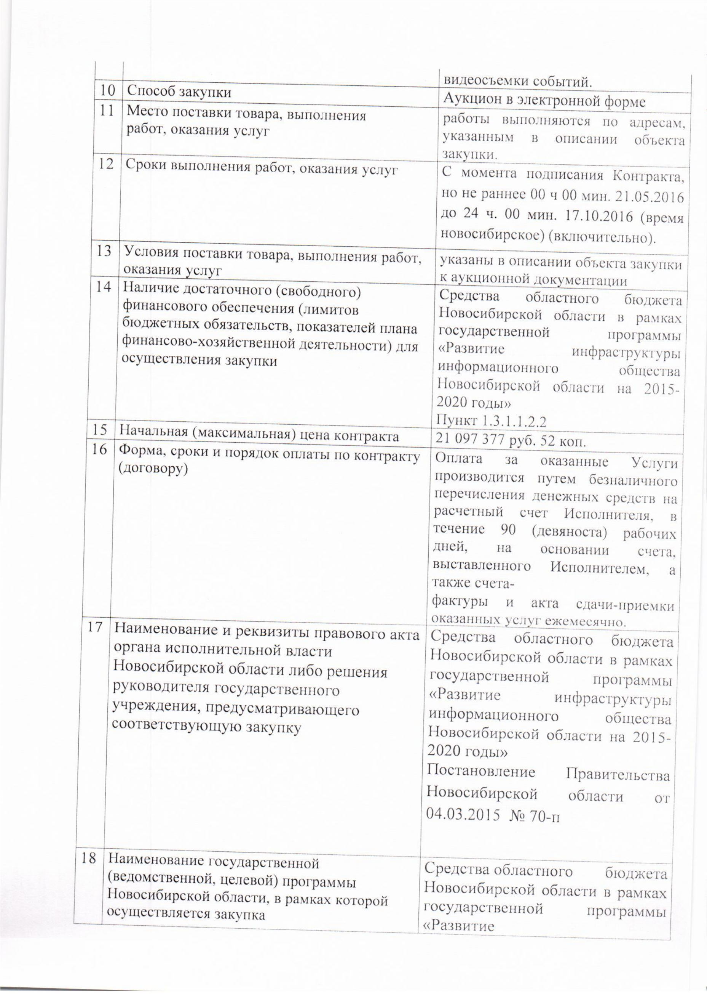 видеосъемки событий.
10 Способ закупки
Аукцион в электронной форме
11 Место поставки товара, выполнения
работ, оказания услуг
работы выполняются по адресам,
указанным в описании объекта
закупки.
12 Сроки выполнения работ, оказания услуг
С момента подписания Контракта,
но не раннее 00 ч 00 мин. 21.05.2016
до 24 ч. 00 мин. 17.10.2016 (время
новосибирское) (включительно).
13 Условия поставки товара, выполнения работ,
оказания услуг
указаны в описании объекта закупки
к аукционной документации
14 Наличие достаточного (свободного)
финансового обеспечения (лимитов
бюджетных обязательств, показателей плана
финансово-хозяйственной деятельности) для
осуществления закупки
Средства областного бюджета
Новосибирской области в рамках
государственной программы
«Развитие инфраструктуры
информационного общества
Новосибирской области на 2015-
2020 годы»
Пункт 1.3.1.1.2.2
15 Начальная (максимальная) цена контракта
21 097 377 руб. 52 коп.
16 Форма, сроки и порядок оплаты по контракту
(договору)
Оплата за оказанные Услуги
производится путем безналичного
перечисления денежных средств на
расчетный счет Исполнителя, в
течение 90 (девяноста) рабочих
дней, на основании счета,
выставленного Исполнителем, а
также счета-
фактуры и акта сдачи-приемки
оказанных услуг ежемесячно.
17 Наименование и реквизиты правового акта
органа исполнительной власти
Новосибирской области либо решения
руководителя государственного
учреждения, предусматривающего
соответствующую закупку
Средства областного бюджета
Новосибирской области в рамках
государственной программы
«Развитие инфраструктуры
информационного общества
Новосибирской области на 2015-
2020 годы»
Постановление Правительства
Новосибирской области от
04.03.2015 № 70-п
18 Наименование государственной
(ведомственной, целевой) программы
Новосибирской области, в рамках которой
осуществляется закупка
Средства областного бюджета
Новосибирской области в рамках
государственной программы
«Развитие